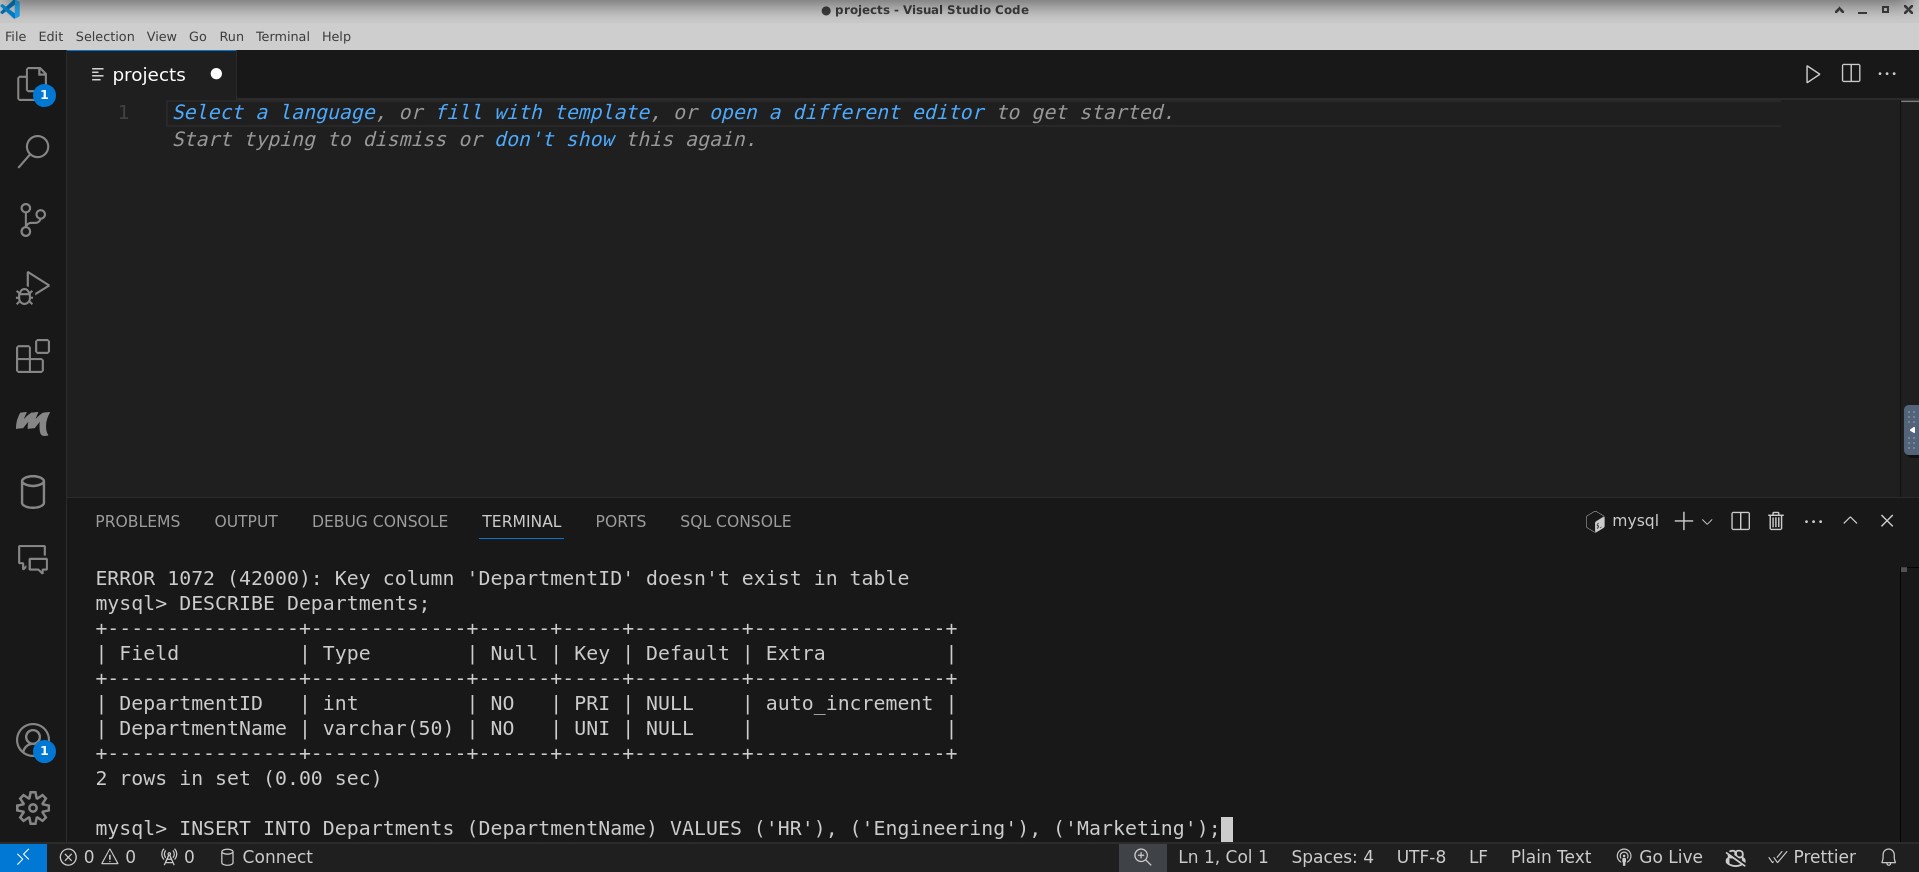 ● projects - Visual Studio Code
File Edit Selection View Go Run Terminal Help
projects
1
1 Select a language, or fill with template, or open a different editor to get started.
Start typing to dismiss or don't show this again.
PROBLEMS OUTPUT DEBUG CONSOLE TERMINAL PORTS SQL CONSOLE mysql
ERROR 1072 (42000): Key column 'DepartmentID' doesn't exist in table
mysql> DESCRIBE Departments;
+----------------+-------------+------+-----+---------+----------------+
| Field          | Type        | Null | Key | Default | Extra          |
+----------------+-------------+------+-----+---------+----------------+
| DepartmentID   | int         | NO   | PRI | NULL    | auto_increment |
| DepartmentName | varchar(50) | NO   | UNI | NULL    |                |
+----------------+-------------+------+-----+---------+----------------+
2 rows in set (0.00 sec)
1
mysql> INSERT INTO Departments (DepartmentName) VALUES ('HR'), ('Engineering'), ('Marketing');
0 0 0 Connect Ln 1, Col 1 Spaces: 4 UTF-8 LF Plain Text Go Live Prettier